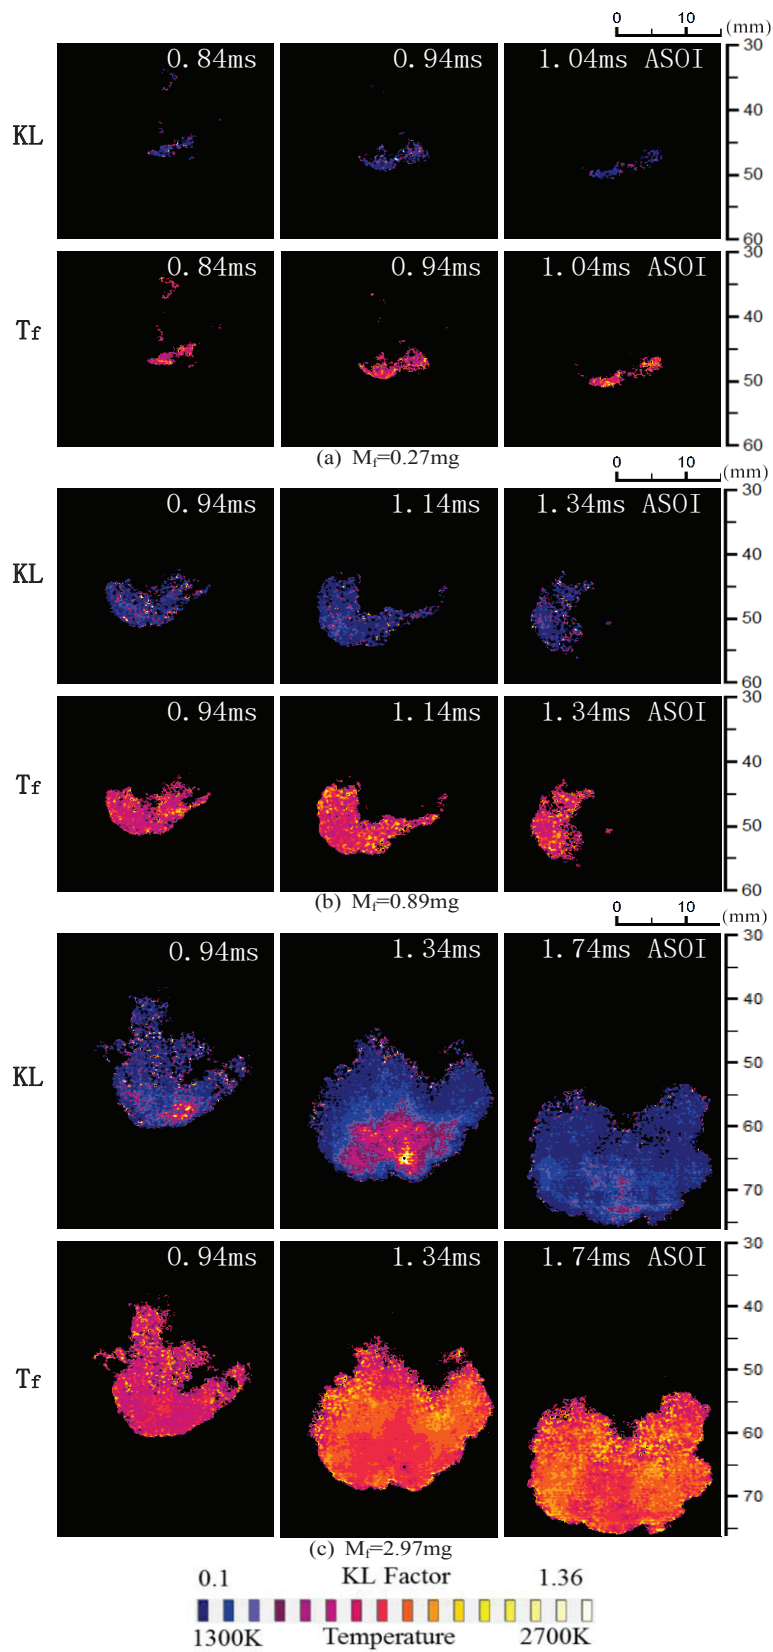 0 10 (mm)
0.84ms 0.94ms 1.04ms ASOI 30
KL
40
50
60
0.84ms 0.94ms 1.04ms ASOI 30
Tf
40
50
60
(a) Mf=0.27mg
0 10 (mm)
0.94ms 1.14ms 1.34ms ASOI 30
KL
40
50
60
0.94ms 1.14ms 1.34ms ASOI 30
Tf
40
50
60
(b) Mf=0.89mg
0 10 (mm)
0.94ms 1.34ms 1.74ms ASOI 30
40
50
KL
60
70
0.94ms 1.34ms 1.74ms ASOI 30
40
50
Tf
60
70
(c) Mf=2.97mg
0.1 KL Factor 1.36
1300K Temperature 2700K